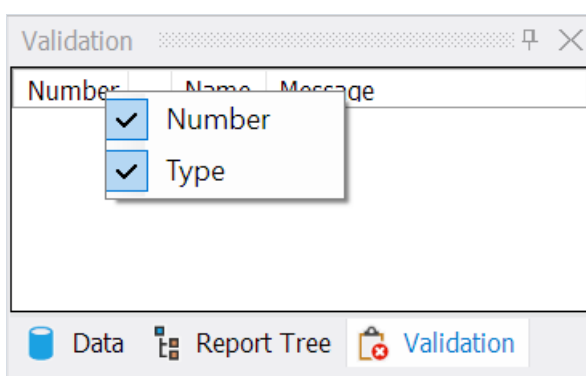 Validation
Number Name Message
Number
Type
Data Report Tree Validation